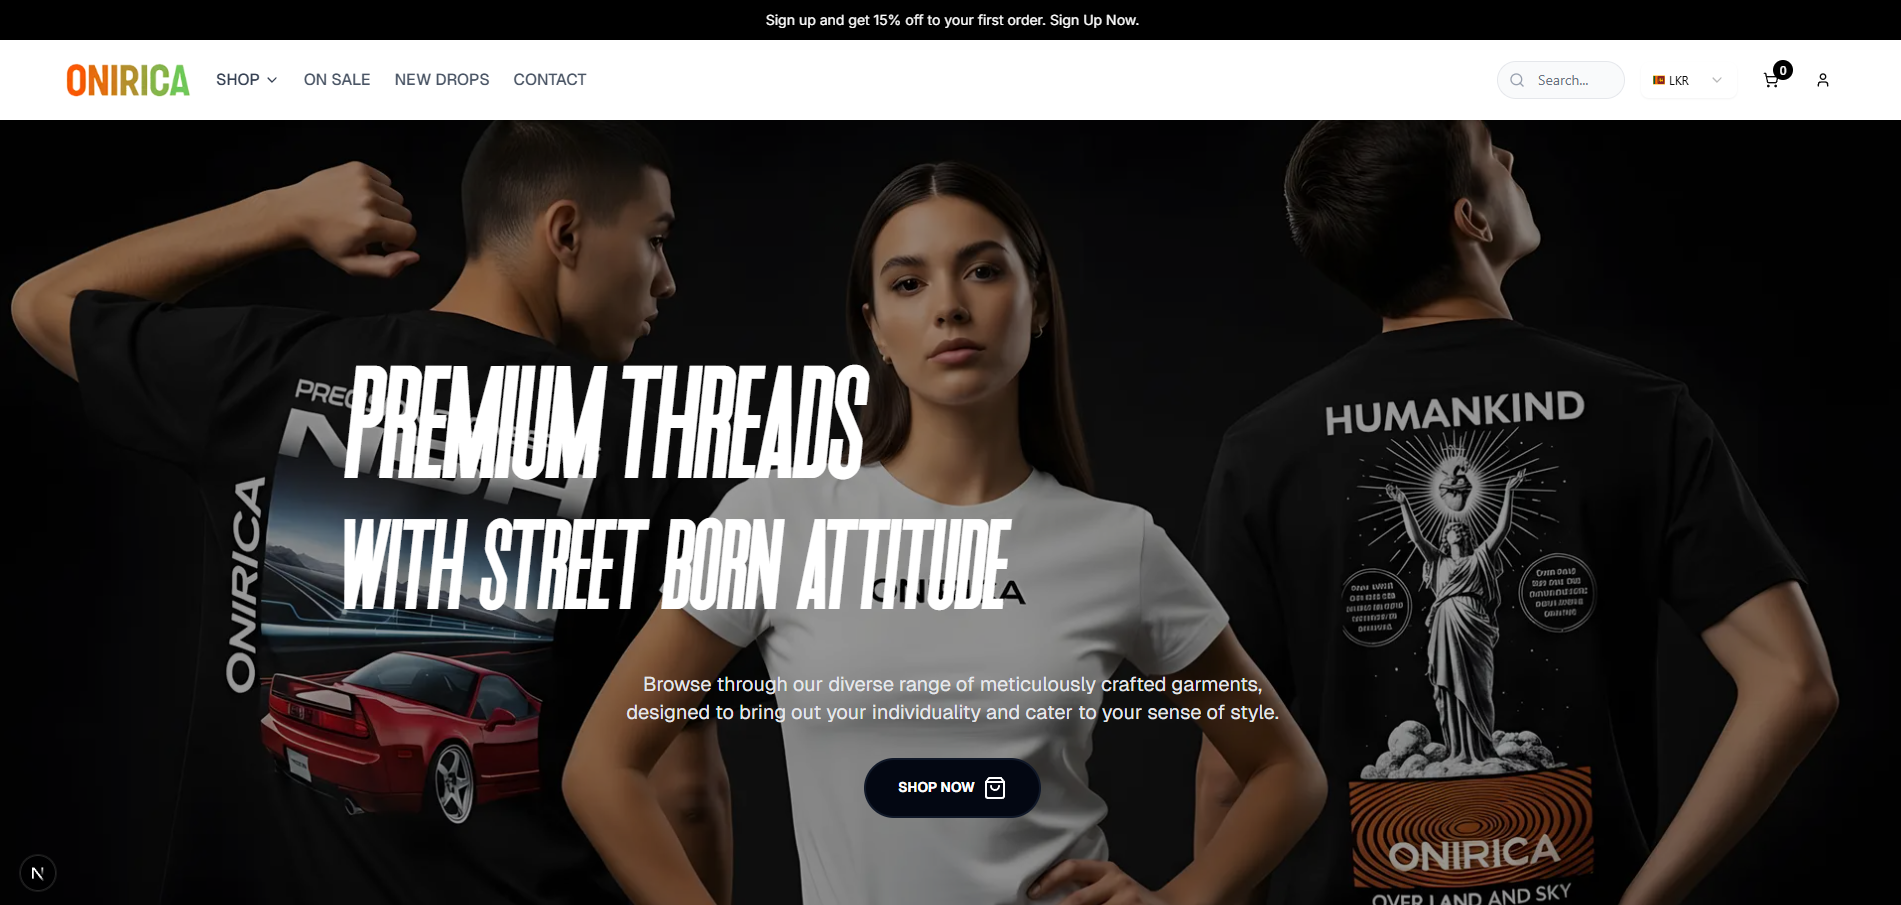 Sign up and get 15% off to your first order. Sign Up Now.
ONIRICA
SHOP
ON SALE
NEW DROPS
CONTACT
Search...
LKR
0
PREMIUM THREADS
WITH STREET BORN ATTITUDE
ONIRICA
HUMANKIND
ONIRICA
Browse through our diverse range of meticulously crafted garments,
designed to bring out your individuality and cater to your sense of style.
SHOP NOW
ONIRICA
OVER LAND AND SKY
N